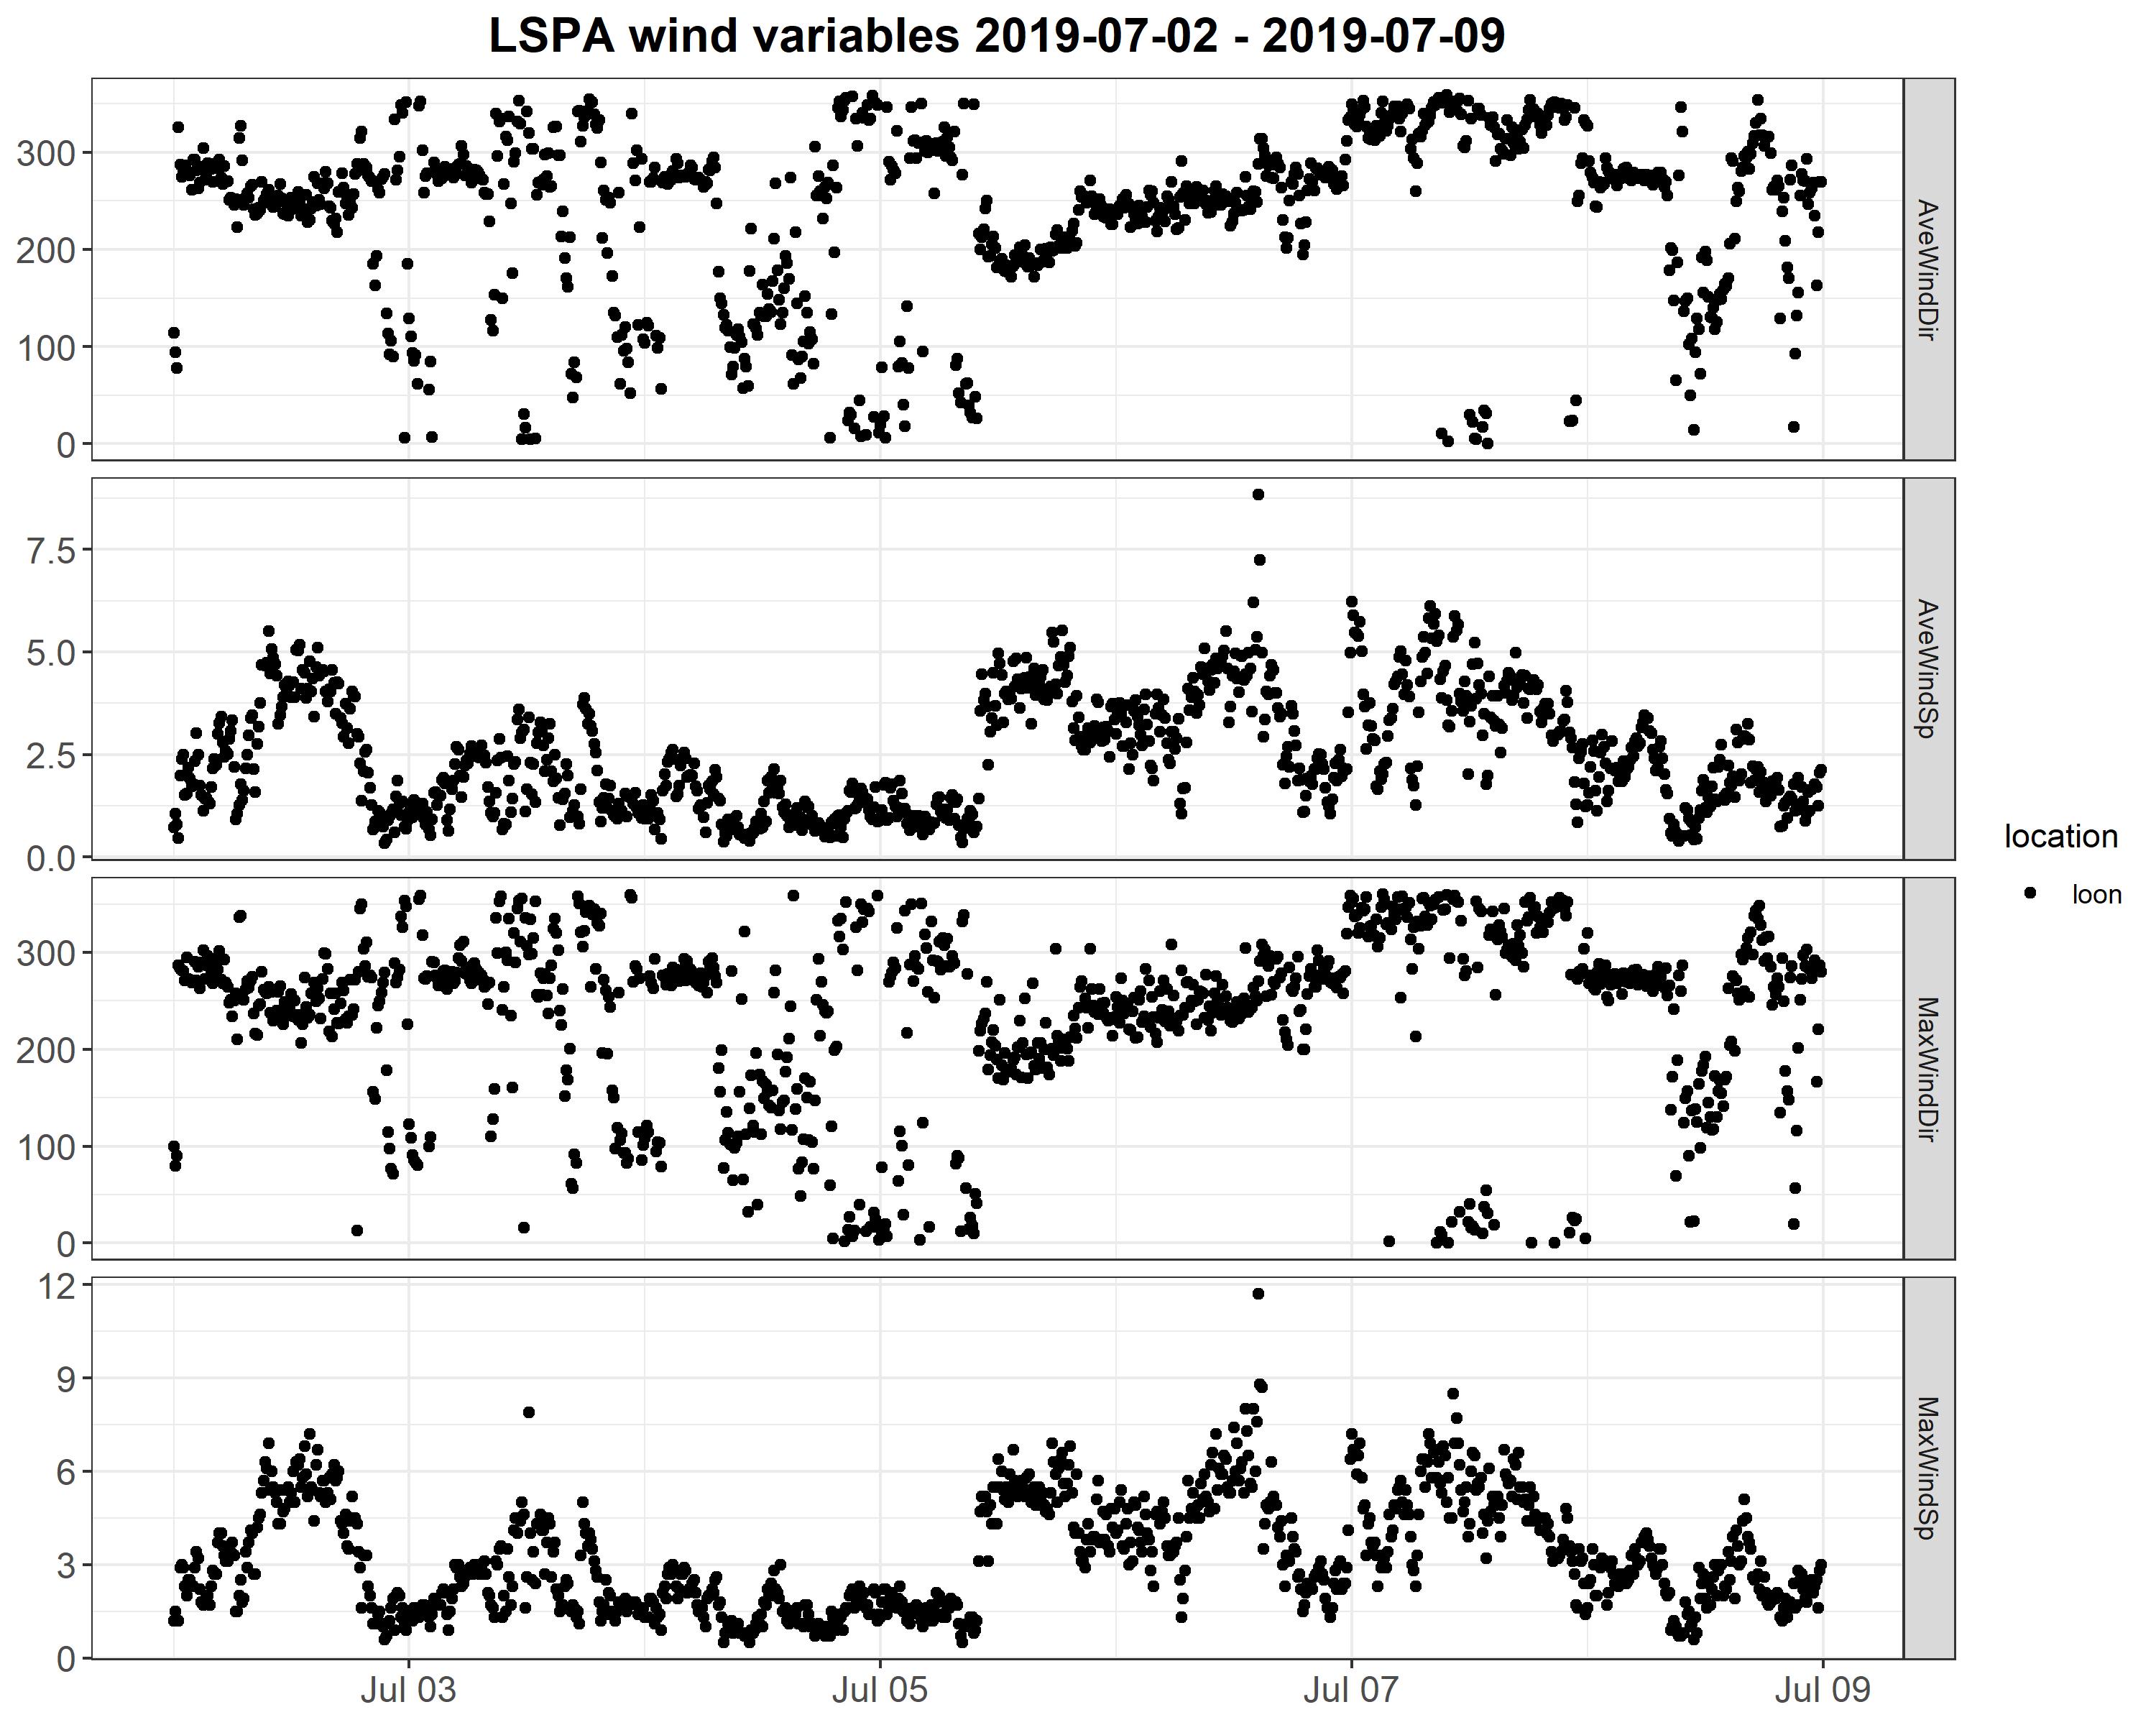 LSPA wind variables 2019-07-02 - 2019-07-09
300
200
100
0
AveWindDir
7.5
5.0
2.5
0.0
AveWindSp
300
200
100
0
MaxWindDir
12
9
6
3
0
MaxWindSp
Jul 03 Jul 05 Jul 07 Jul 09
location
loon